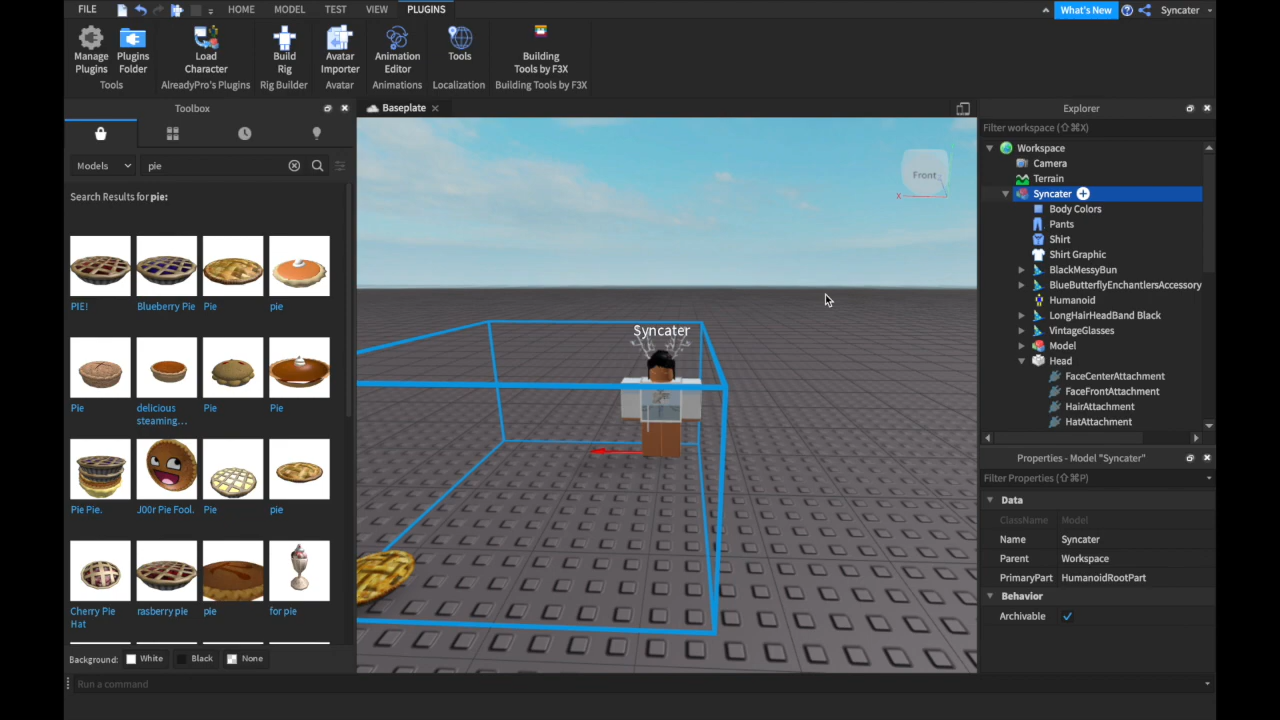 FILE HOME MODEL TEST VIEW PLUGINS What's New Syncater
Manage Plugins
Plugins Folder
Load Character
Build Rig
Avatar Importer
Animation Editor
Tools
Building Tools by F3X
Tools AlreadyPro's Plugins Rig Builder Avatar Animations Localization Building Tools by F3X
Toolbox
Models pie
Search Results for pie:
PIE! Blueberry Pie Pie pie
Pie delicious steaming... Pie Pie
Pie Pie. J00r Pie Fool. Pie pie
Cherry Pie Hat rasberry pie pie for pie
Background: White Black None
Run a command
Baseplate
Front
X
Syncater
Explorer
Filter workspace (⇧⌘X)
Workspace
Camera
Terrain
Syncater
Body Colors
Pants
Shirt
Shirt Graphic
BlackMessyBun
BlueButterflyEnchantlersAccessory
Humanoid
LongHairHeadBand Black
VintageGlasses
Model
Head
FaceCenterAttachment
FaceFrontAttachment
HairAttachment
HatAttachment
Properties - Model "Syncater"
Filter Properties (⇧⌘P)
Data
ClassName Model
Name Syncater
Parent Workspace
PrimaryPart HumanoidRootPart
Behavior
Archivable